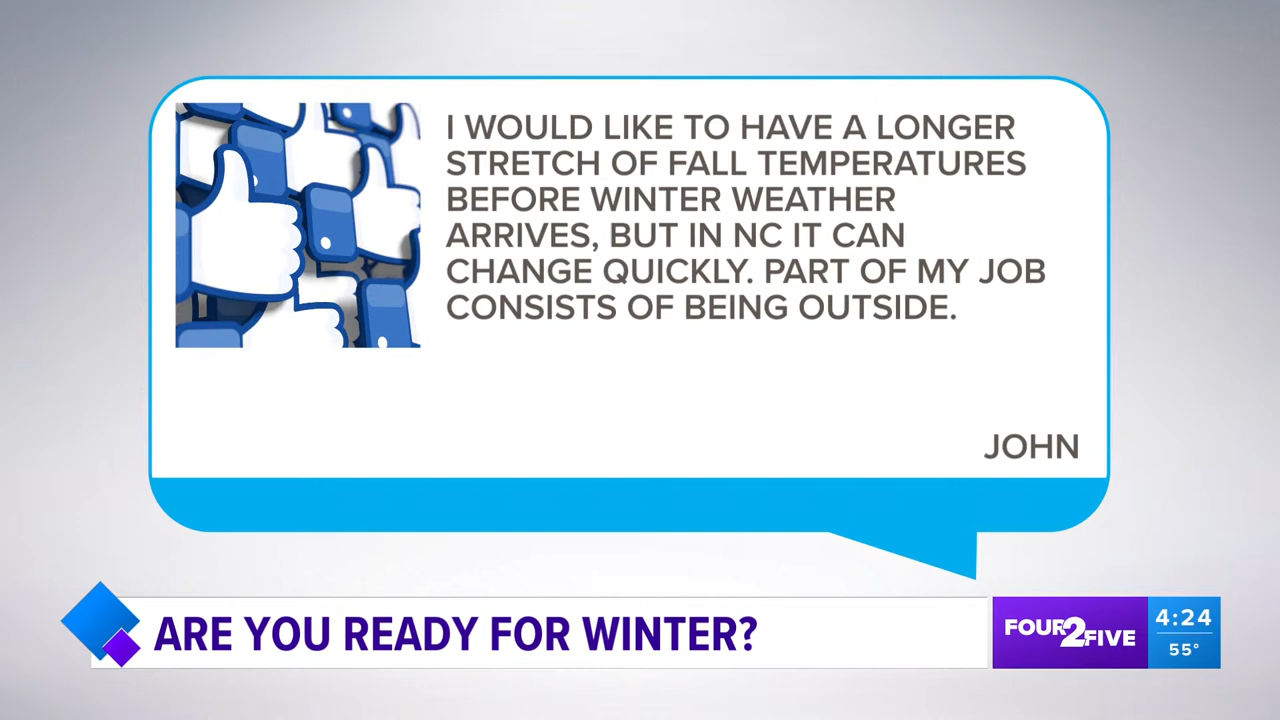 I WOULD LIKE TO HAVE A LONGER
STRETCH OF FALL TEMPERATURES
BEFORE WINTER WEATHER
ARRIVES, BUT IN NC IT CAN
CHANGE QUICKLY. PART OF MY JOB
CONSISTS OF BEING OUTSIDE.
JOHN
ARE YOU READY FOR WINTER?
FOUR2FIVE
4:24
55°